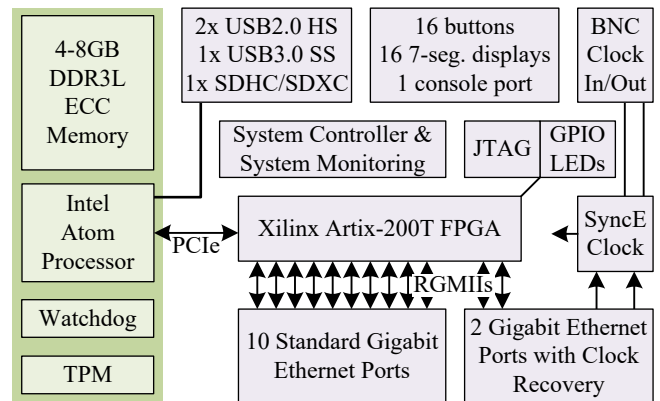 4-8GB
DDR3L
ECC
Memory
2x USB2.0 HS
1x USB3.0 SS
1x SDHC/SDXC
16 buttons
16 7-seg. displays
1 console port
BNC
Clock
In/Out
System Controller &
System Monitoring
JTAG
GPIO
LEDs
Intel
Atom
Processor
PCIe
Xilinx Artix-200T FPGA
SyncE
Clock
RGMIIs
Watchdog
TPM
10 Standard Gigabit
Ethernet Ports
2 Gigabit Ethernet
Ports with Clock
Recovery